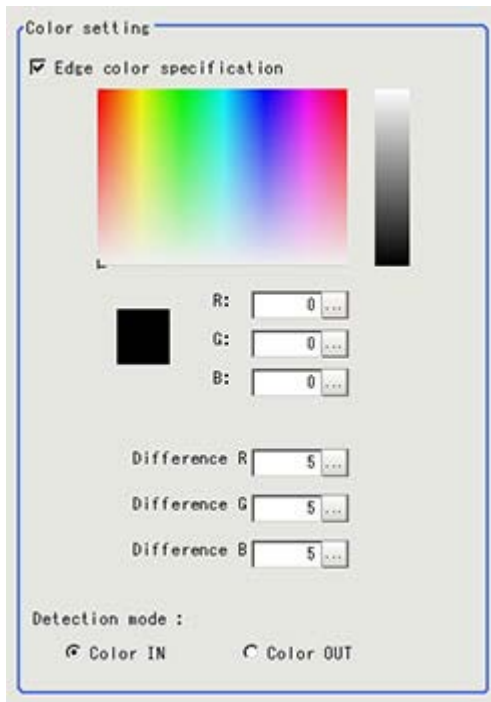 Color setting
Edge color specification
R: 0 ...
G: 0 ...
B: 0 ...
Difference R 5 ...
Difference G 5 ...
Difference B 5 ...
Detection mode :
Color IN Color OUT